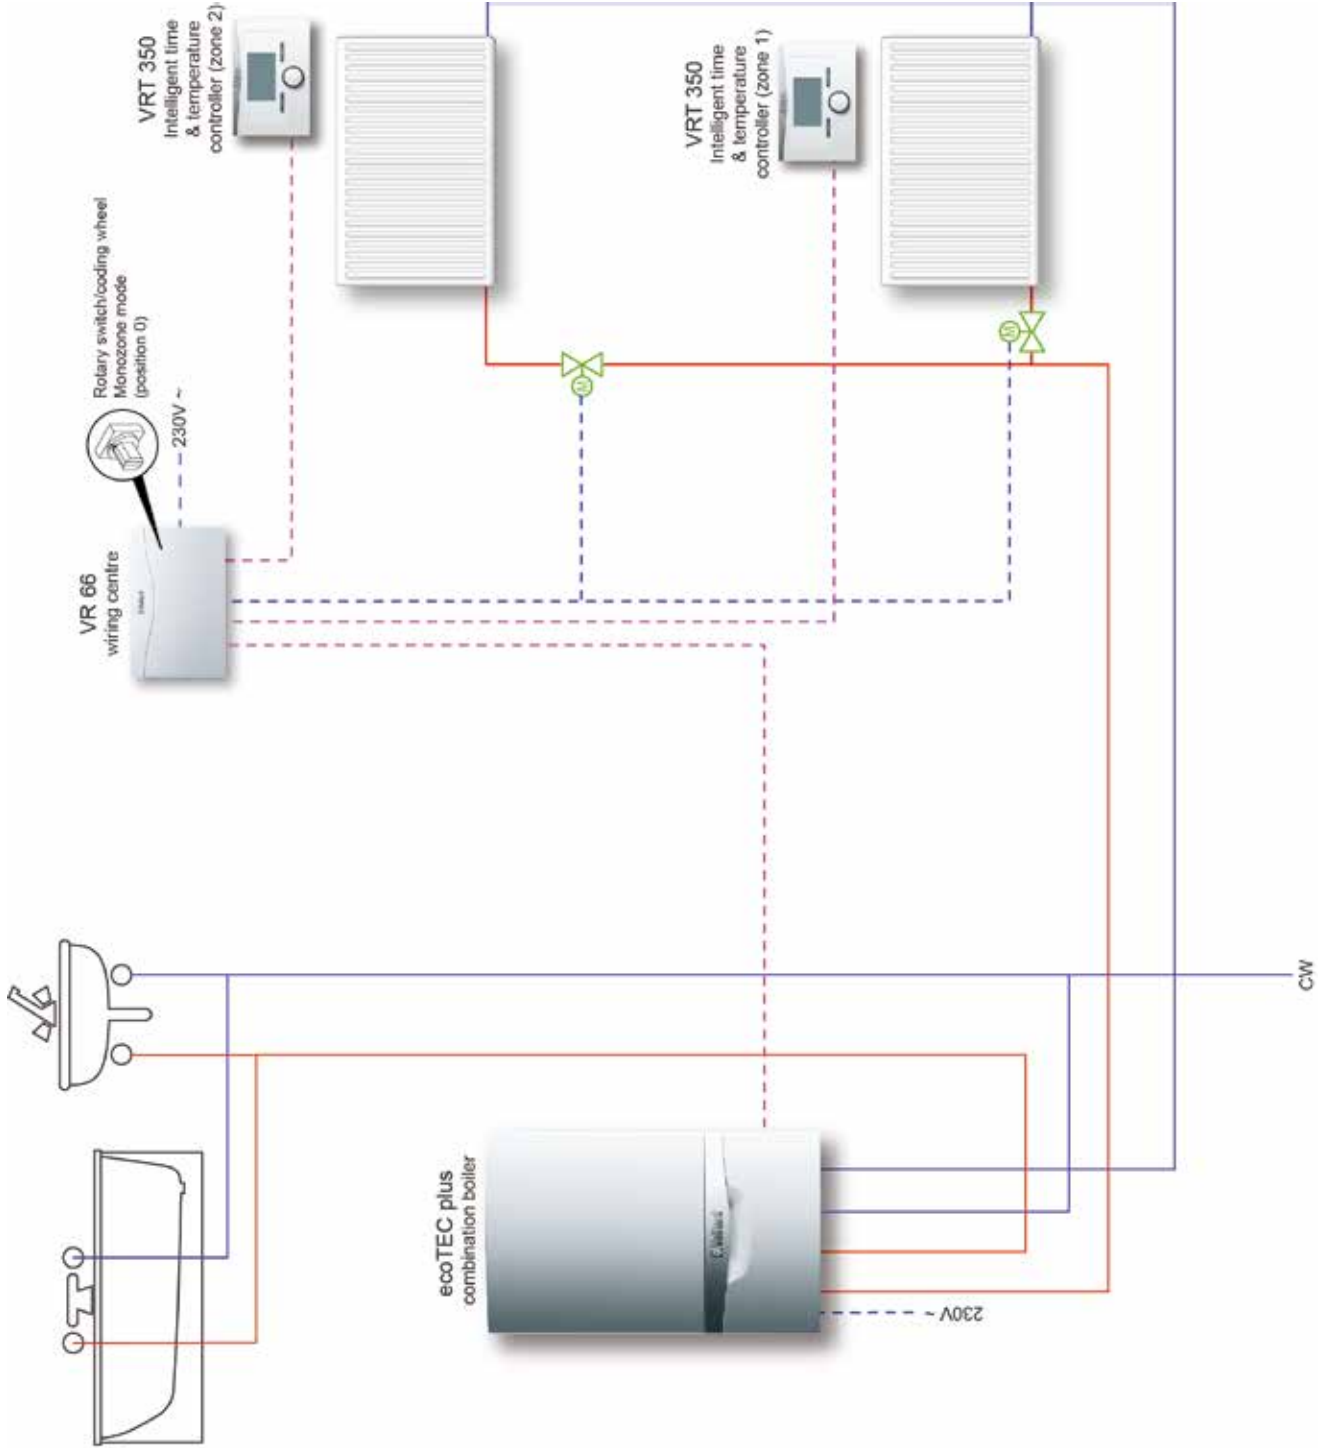 VRT 350
Intelligent time
& temperature
controller (zone 2)
VRT 350
Intelligent time
& temperature
controller (zone 1)
Rotary switch/coding wheel
Monozone mode
(position 0)
230V ~
VR 66
wiring centre
M
M
CW
ecoTEC plus
combination boiler
Vaillant
230V ~